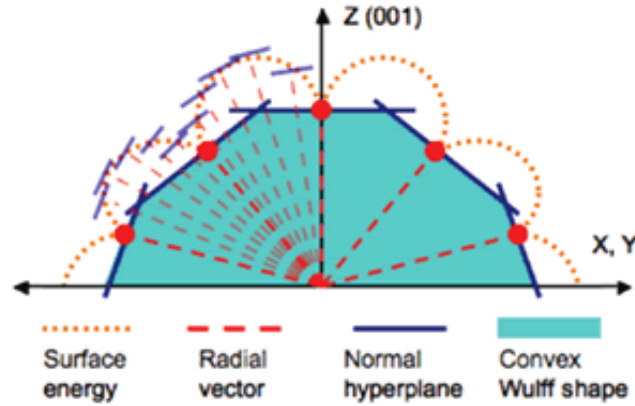 Z (001)
X, Y
Surface energy
Radial vector
Normal hyperplane
Convex Wulff shape